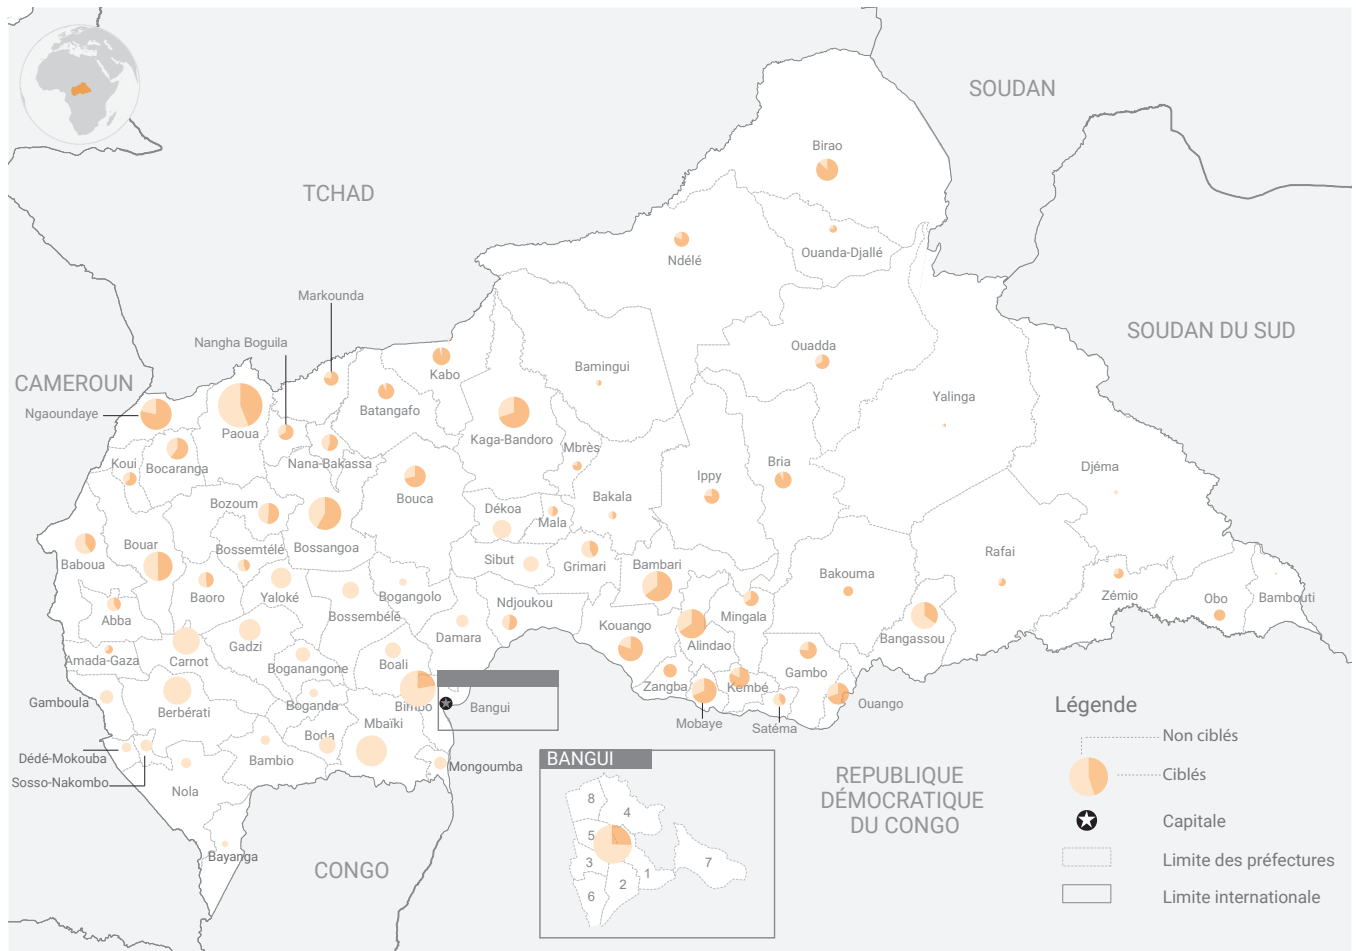 SOUDAN
Birao
TCHAD
Ouanda-Djallé
Ndélé
Markounda
SOUDAN DU SUD
Nangha Boguila
Ouadda
CAMEROUN
Kabo
Bamingui
Yalinga
Ngaoundaye
Batangafo
Paoua
Kaga-Bandoro
Mbrès
Koui
Bocaranga
Nana-Bakassa
Bria
Djéma
Ippy
Bouca
Bakala
Bozoum
Dékoa
Mala
Bouar
Bossemtélé
Bossangoa
Rafai
Baboua
Sibut
Grimari
Bambari
Bakouma
Baoro
Yaloké
Bogangolo
Ndjoukou
Zémio
Obo
Bambouti
Abba
Bossembélé
Mingala
Kouango
Damara
Bangassou
Gadzi
Alindao
Amada-Gaza
Carnot
Boganangone
Boali
Gambo
Zangba
Kembé
Gamboula
Berbérati
Boganda
Bimbo
Bangui
Ouango
Mbaïki
Mobaye
Satéma
Boda
Dédé-Mokouba
Bambio
Mongoumba
Sosso-Nakombo
Nola
Bayanga
CONGO
REPUBLIQUE
DÉMOCRATIQUE
DU CONGO
BANGUI
8
4
5
3
1
7
2
6
Légende
Non ciblés
Ciblés
Capitale
Limite des préfectures
Limite internationale